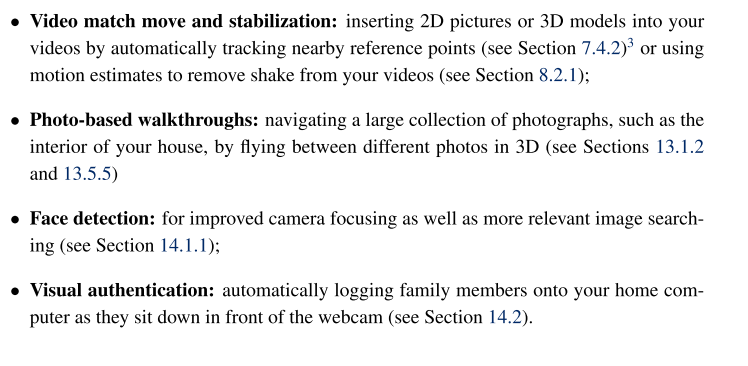 • Video match move and stabilization: inserting 2D pictures or 3D models into your
videos by automatically tracking nearby reference points (see Section 7.4.2)³ or using
motion estimates to remove shake from your videos (see Section 8.2.1);
• Photo-based walkthroughs: navigating a large collection of photographs, such as the
interior of your house, by flying between different photos in 3D (see Sections 13.1.2
and 13.5.5)
• Face detection: for improved camera focusing as well as more relevant image search-
ing (see Section 14.1.1);
• Visual authentication: automatically logging family members onto your home com-
puter as they sit down in front of the webcam (see Section 14.2).